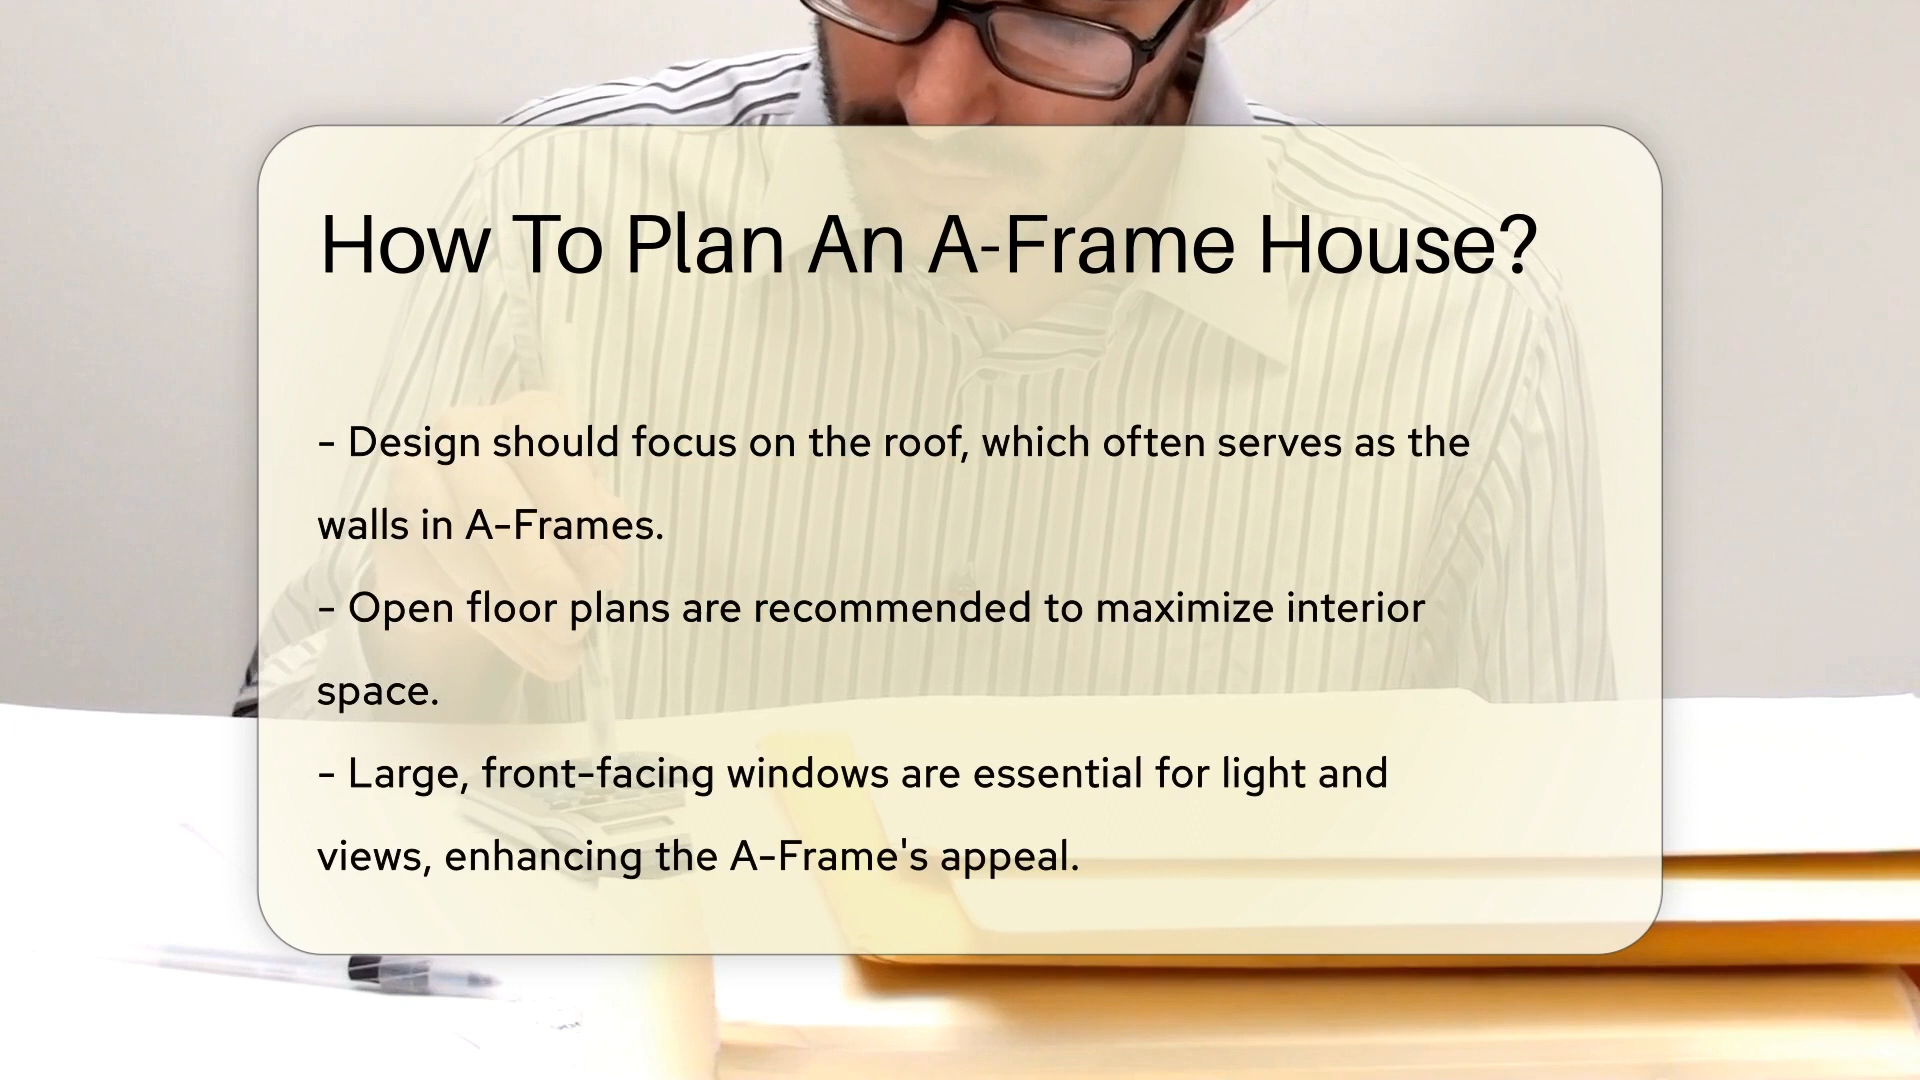 How To Plan An A-Frame House?
- Design should focus on the roof, which often serves as the
walls in A-Frames.
- Open floor plans are recommended to maximize interior
space.
- Large, front-facing windows are essential for light and
views, enhancing the A-Frame's appeal.